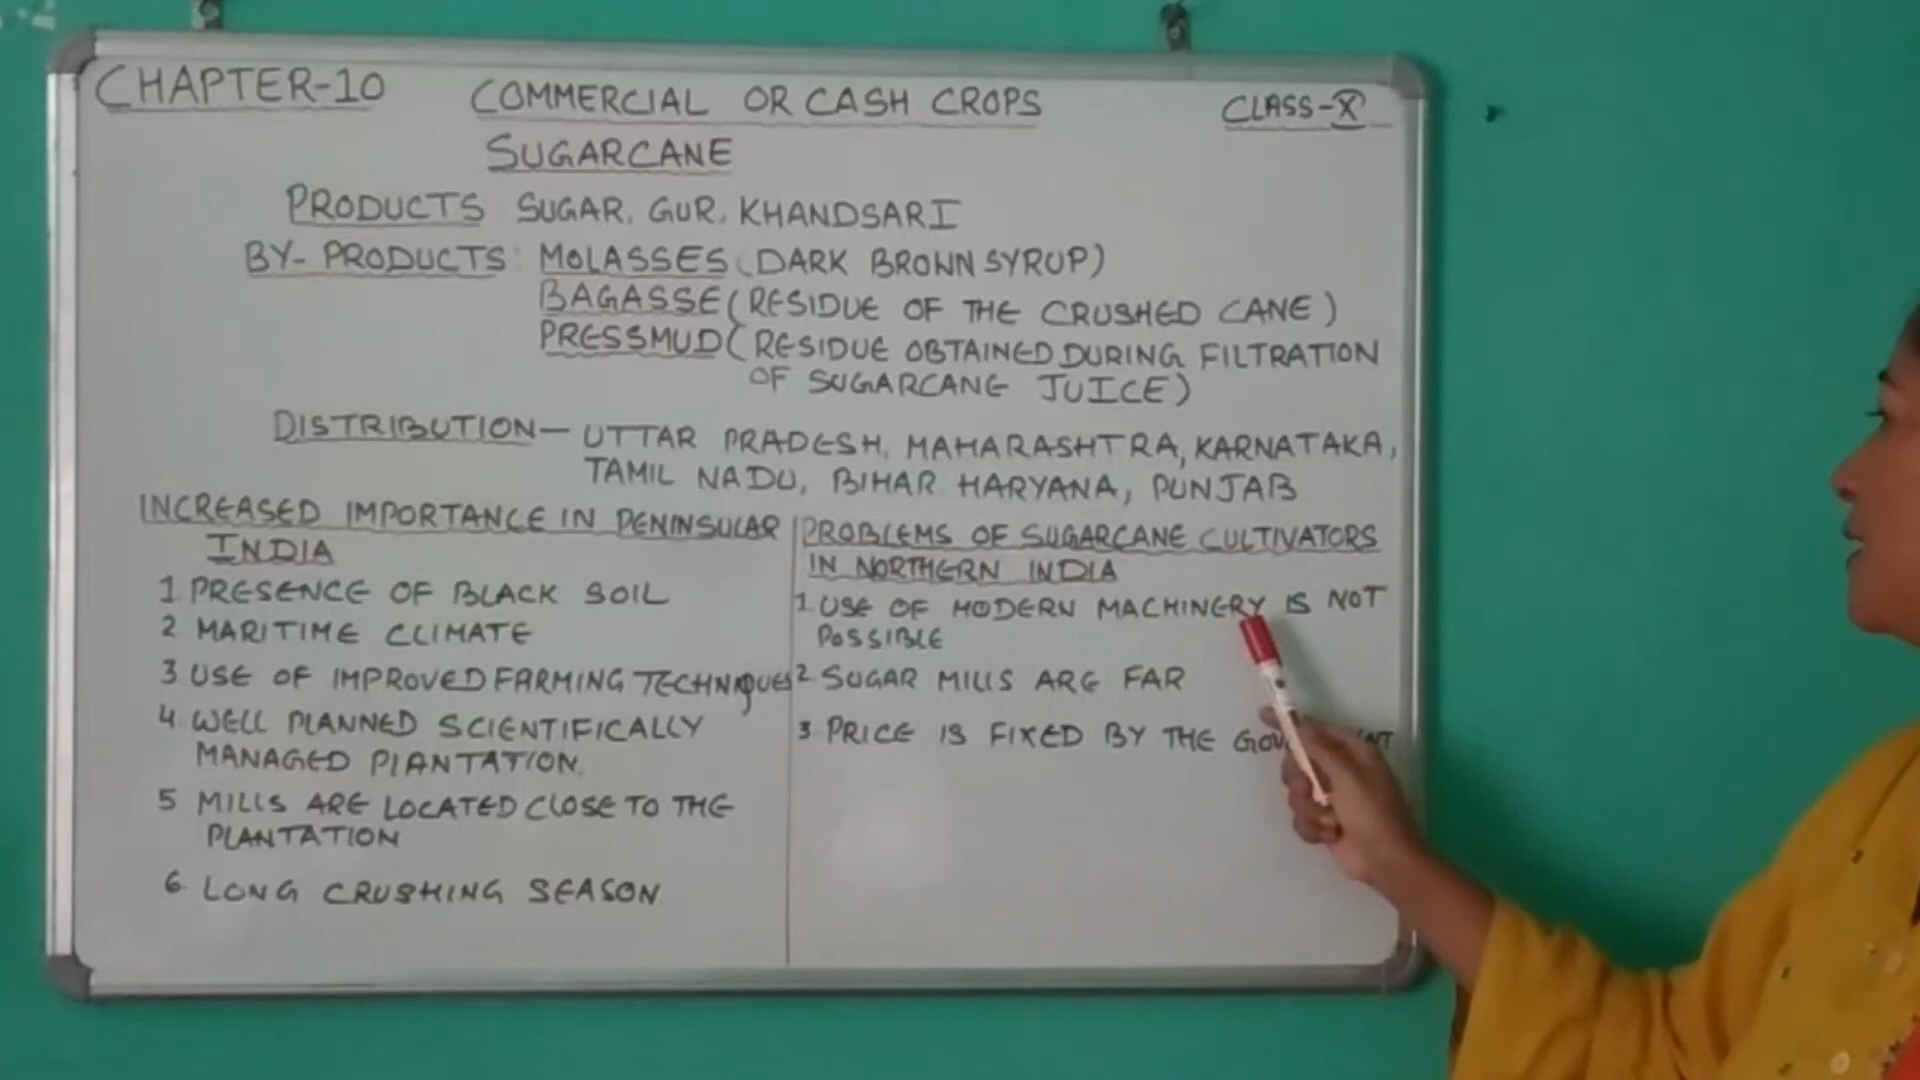 CHAPTER-10 COMMERCIAL OR CASH CROPS CLASS-X
SUGARCANE
PRODUCTS SUGAR, GUR, KHANDSARI
BY-PRODUCTS: MOLASSES (DARK BROWN SYRUP)
BAGASSE (RESIDUE OF THE CRUSHED CANE)
PRESSMUD (RESIDUE OBTAINED DURING FILTRATION
OF SUGARCANE JUICE)
DISTRIBUTION - UTTAR PRADESH, MAHARASHTRA, KARNATAKA,
TAMIL NADU, BIHAR HARYANA, PUNJAB
INCREASED IMPORTANCE IN PENINSULAR
INDIA
1 PRESENCE OF BLACK SOIL
2 MARITIME CLIMATE
3 USE OF IMPROVED FARMING TECHNIQUES
4 WELL PLANNED SCIENTIFICALLY
MANAGED PLANTATION.
5 MILLS ARE LOCATED CLOSE TO THE
PLANTATION
6. LONG CRUSHING SEASON
PROBLEMS OF SUGARCANE CULTIVATORS
IN NORTHERN INDIA
1. USE OF MODERN MACHINERY IS NOT
POSSIBLE
2. SUGAR MILLS ARE FAR
3. PRICE IS FIXED BY THE